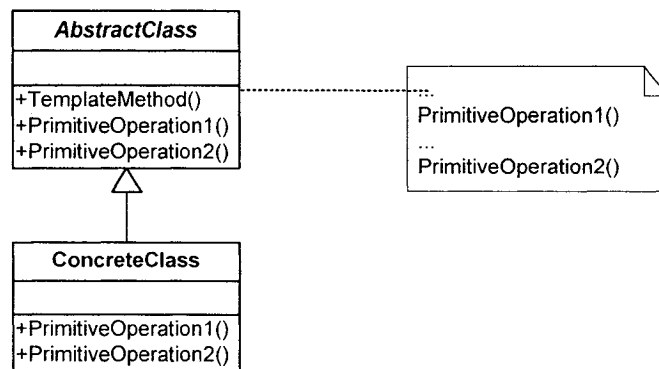 AbstractClass
+TemplateMethod()
+PrimitiveOperation1()
+PrimitiveOperation2()
...
PrimitiveOperation1()
...
PrimitiveOperation2()
ConcreteClass
+PrimitiveOperation1()
+PrimitiveOperation2()